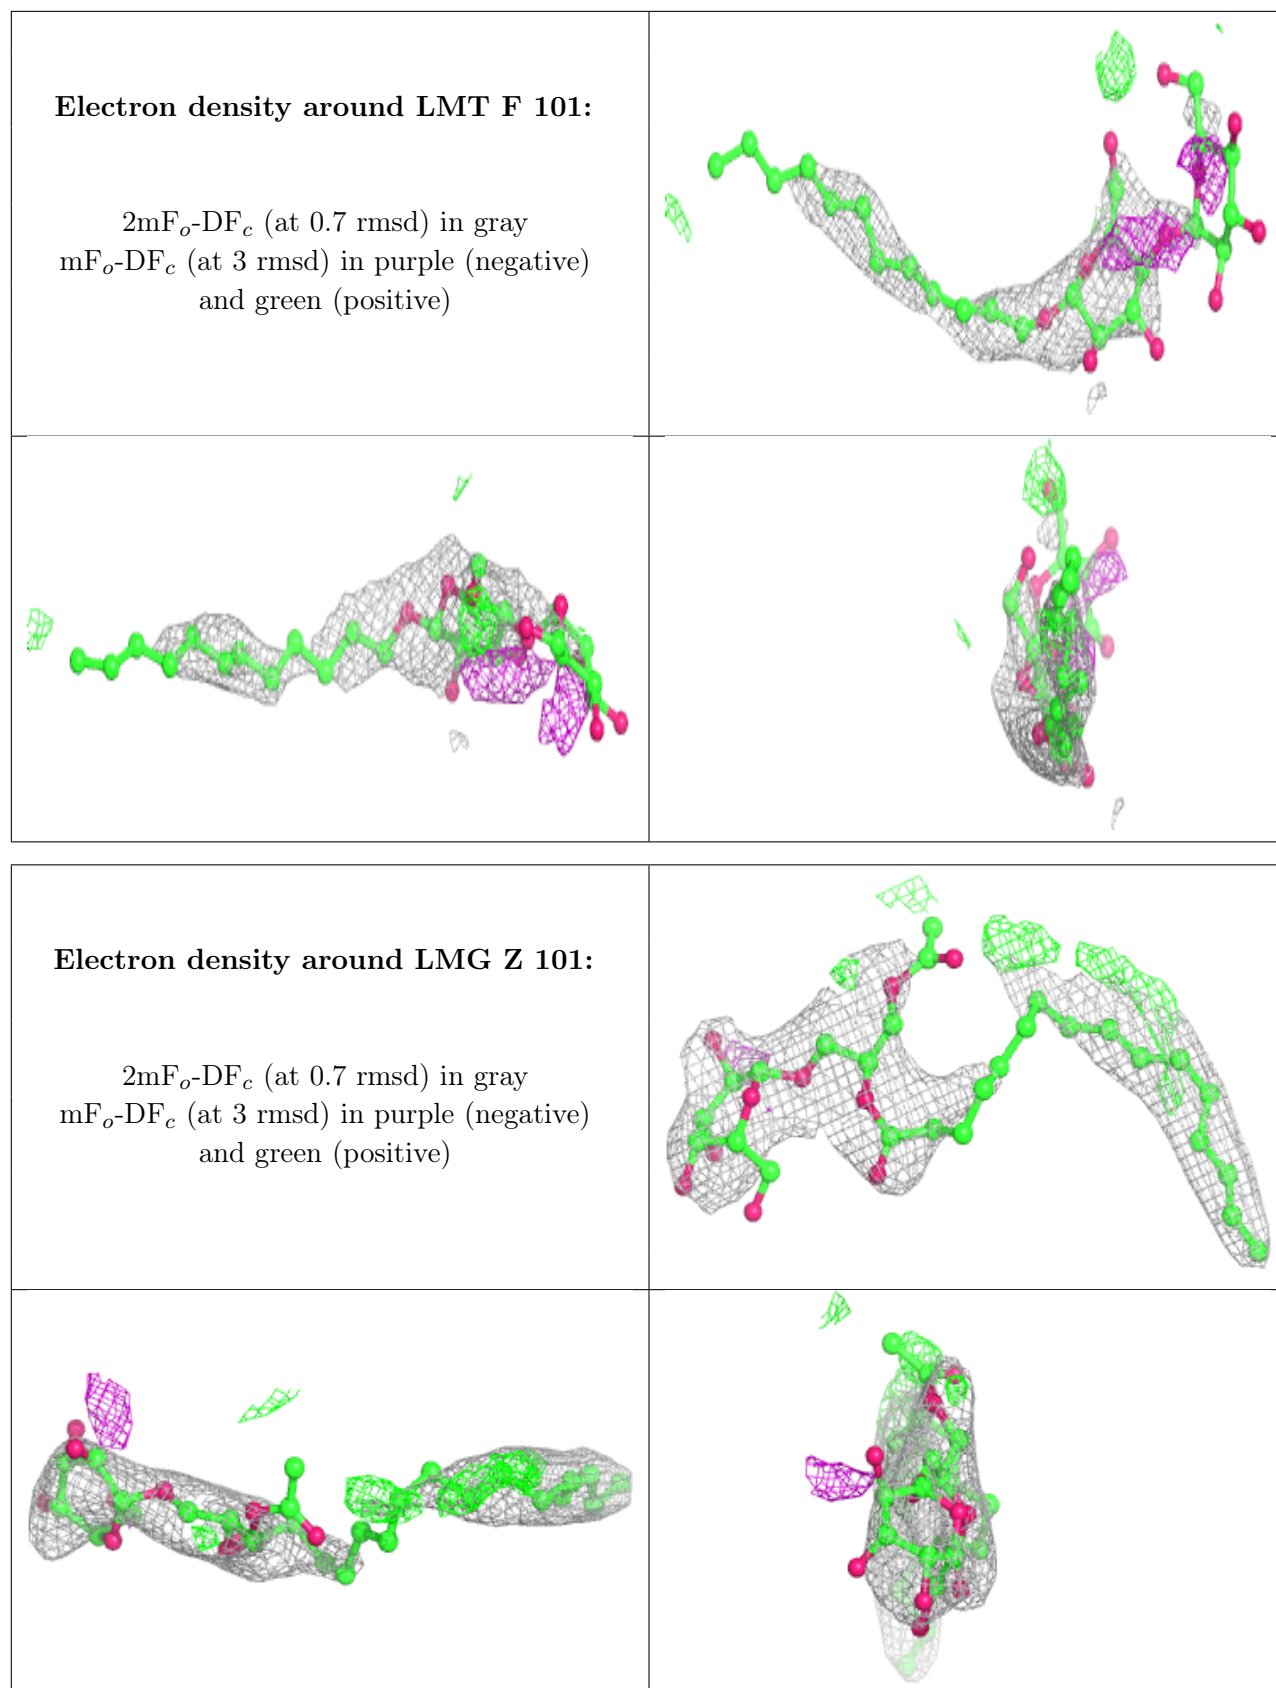 Electron density around LMT F 101:
2mFo-DFc (at 0.7 rmsd) in gray
mFo-DFc (at 3 rmsd) in purple (negative)
and green (positive)
Electron density around LMG Z 101:
2mFo-DFc (at 0.7 rmsd) in gray
mFo-DFc (at 3 rmsd) in purple (negative)
and green (positive)